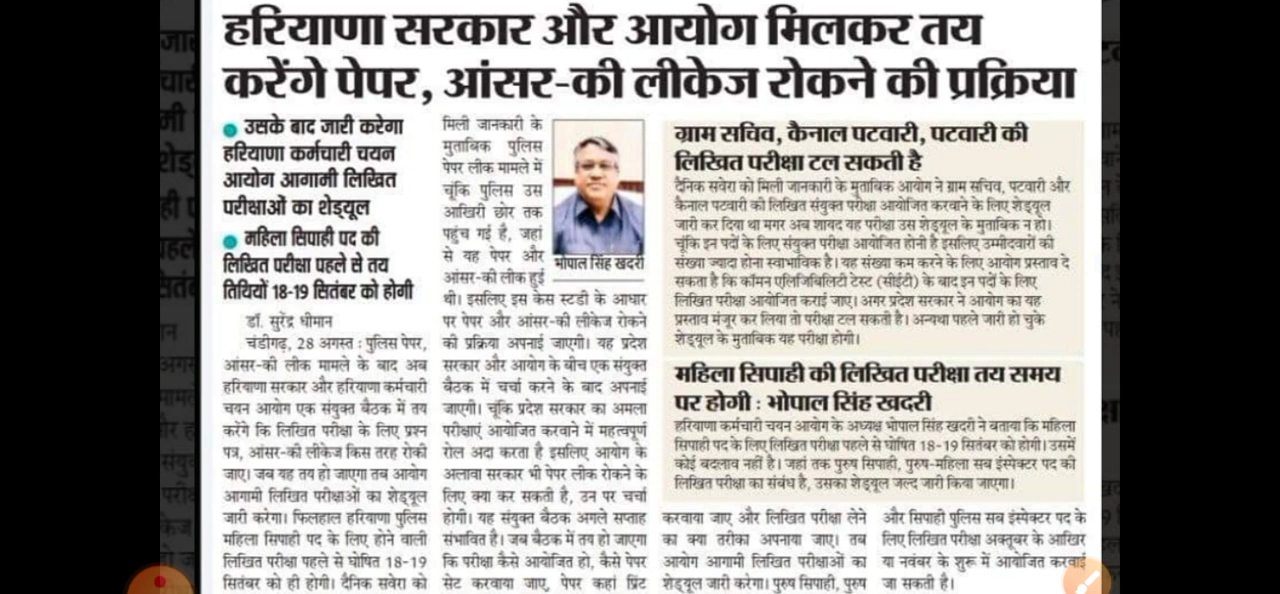 हरियाणा सरकार और आयोग मिलकर तय
करेंगे पेपर, आंसर-की लीकेज रोकने की प्रक्रिया
उसके बाद जारी करेगा
हरियाणा कर्मचारी चयन
आयोग आगामी लिखित
परीक्षाओं का शेड्यूल
महिला सिपाही पद की
लिखित परीक्षा पहले से तय
तिथियों 18-19 सितंबर को होगी
डॉ. सुरेंद्र धीमान
चंडीगढ़, 28 अगस्त : पुलिस पेपर,
आंसर-की लीक मामले के बाद अब
हरियाणा सरकार और हरियाणा कर्मचारी
चयन आयोग एक संयुक्त बैठक में तय
करेंगे कि लिखित परीक्षा के लिए प्रश्न
पत्र, आंसर-की लीकेज किस तरह रोकी
जाए। जब यह तय हो जाएगा तब आयोग
आगामी लिखित परीक्षाओं का शेड्यूल
जारी करेगा। फिलहाल हरियाणा पुलिस
महिला सिपाही पद के लिए होने वाली
लिखित परीक्षा पहले से घोषित 18-19
सितंबर को ही होगी। दैनिक सवेरा को
मिली जानकारी के
मुताबिक पुलिस
पेपर लीक मामले में
चूंकि पुलिस उस
आखिरी छोर तक
पहुंच गई है, जहां
से यह पेपर और
आंसर-की लीक हुई
भोपाल सिंह खदरी
थी। इसलिए इस केस स्टडी के आधार
पर पेपर और आंसर-की लीकेज रोकने
की प्रक्रिया अपनाई जाएगी। यह प्रदेश
सरकार और आयोग के बीच एक संयुक्त
बैठक में चर्चा करने के बाद अपनाई
जाएगी। चूंकि प्रदेश सरकार का अमला
परीक्षाएं आयोजित करवाने में महत्वपूर्ण
रोल अदा करता है इसलिए आयोग के
अलावा सरकार भी पेपर लीक रोकने के
लिए क्या कर सकती है, उन पर चर्चा
होगी। यह संयुक्त बैठक अगले सप्ताह
संभावित है। जब बैठक में तय हो जाएगा
कि परीक्षा कैसे आयोजित हो, कैसे पेपर
सेट करवाया जाए, पेपर कहां प्रिंट
ग्राम सचिव, कैनाल पटवारी, पटवारी की
लिखित परीक्षा टल सकती है
दैनिक सवेरा को मिली जानकारी के मुताबिक आयोग ने ग्राम सचिव, पटवारी और
कैनाल पटवारी की लिखित संयुक्त परीक्षा आयोजित करवाने के लिए शेड्यूल
जारी कर दिया था मगर अब शायद यह परीक्षा उस शेड्यूल के मुताबिक न हो।
चूंकि इन पदों के लिए संयुक्त परीक्षा आयोजित होनी है इसलिए उम्मीदवारों की
संख्या ज्यादा होना स्वाभाविक है। यह संख्या कम करने के लिए आयोग प्रस्ताव दे
सकता है कि कॉमन एलिजिबिलिटी टेस्ट (सीईटी) के बाद इन पदों के लिए
लिखित परीक्षा आयोजित कराई जाए। अगर प्रदेश सरकार ने आयोग का यह
प्रस्ताव मंजूर कर लिया तो परीक्षा टल सकती है। अन्यथा पहले जारी हो चुके
शेड्यूल के मुताबिक यह परीक्षा होगी।
महिला सिपाही की लिखित परीक्षा तय समय
पर होगी : भोपाल सिंह खदरी
हरियाणा कर्मचारी चयन आयोग के अध्यक्ष भोपाल सिंह खदरी ने बताया कि महिला
सिपाही पद के लिए लिखित परीक्षा पहले से घोषित 18-19 सितंबर को होगी। उसमें
कोई बदलाव नहीं है। जहां तक पुरुष सिपाही, पुरुष-महिला सब इंस्पेक्टर पद की
लिखित परीक्षा का संबंध है, उसका शेड्यूल जल्द जारी किया जाएगा।
करवाया जाए और लिखित परीक्षा लेने
का क्या तरीका अपनाया जाए। तब
आयोग आगामी लिखित परीक्षाओं का
शेड्यूल जारी करेगा। पुरुष सिपाही, पुरुष
और सिपाही पुलिस सब इंस्पेक्टर पद के
लिए लिखित परीक्षा अक्तूबर के आखिर
या नवंबर के शुरू में आयोजित करवाई
जा सकती है।